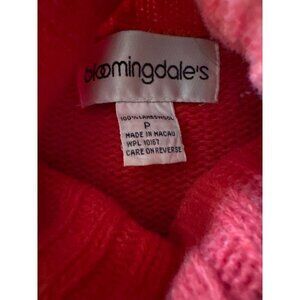 bloomingdale's
100% LAMBSWOOL
P
MADE IN MACAU
WPL 10167
CARE ON REVERSE